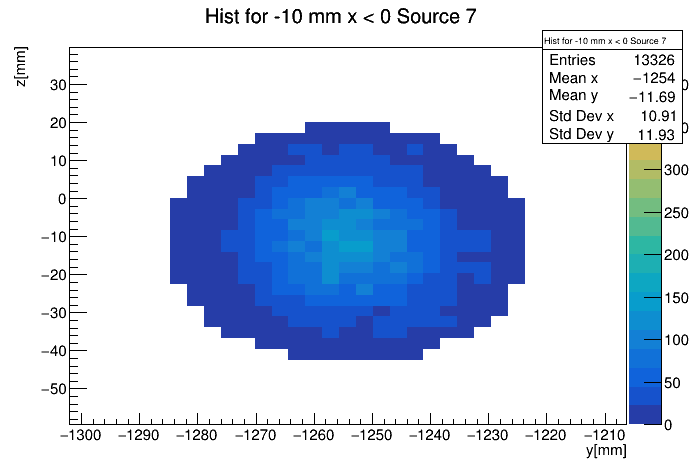 Hist for -10 mm x < 0 Source 7
Hist for -10 mm x < 0 Source 7
Entries 13326
Mean x −1254
Mean y −11.69
Std Dev x 10.91
Std Dev y 11.93
z[mm]
30
20
10
0
−10
−20
−30
−40
−50
−1300 −1290 −1280 −1270 −1260 −1250 −1240 −1230 −1220 −1210
y[mm]
300
250
200
150
100
50
0